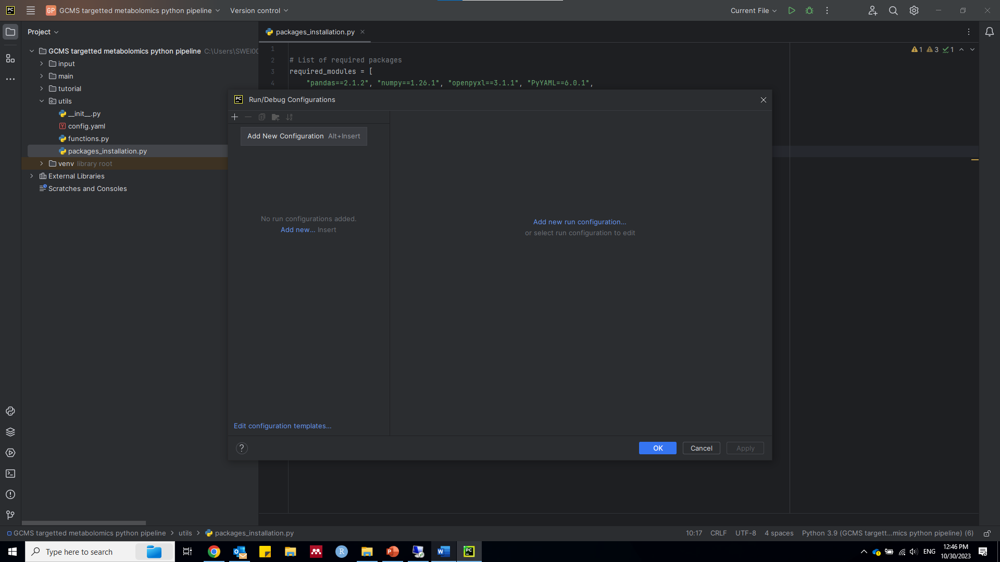 PC
GP GCMS targetted metabolomics python pipeline
Version control
Current File
Project
packages_installation.py
GCMS targetted metabolomics python pipeline C:\Users\SWEI00
input
main
tutorial
utils
__init__.py
Y config.yaml
functions.py
packages_installation.py
venv library root
External Libraries
Scratches and Consoles
1
2 # List of required packages
3 required_modules = [
4 "pandas==2.1.2", "numpy==1.26.1", "openpyxl==3.1.1", "PyYAML==6.0.1",
1 3 1
PC Run/Debug Configurations
Add New Configuration Alt+Insert
No run configurations added.
Add new... Insert
Add new run configuration...
or select run configuration to edit
Edit configuration templates...
?
OK
Cancel
Apply
GCMS targetted metabolomics python pipeline > utils > packages_installation.py
10:17 CRLF UTF-8 4 spaces Python 3.9 (GCMS targett...mics python pipeline) (6)
Type here to search
R
P
W
PC
ENG
12:46 PM
10/30/2023